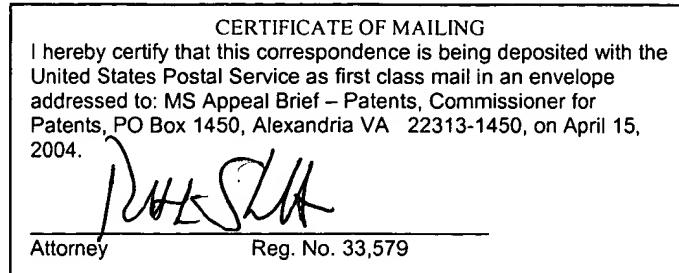 CERTIFICATE OF MAILING
I hereby certify that this correspondence is being deposited with the
United States Postal Service as first class mail in an envelope
addressed to: MS Appeal Brief – Patents, Commissioner for
Patents, PO Box 1450, Alexandria VA 22313-1450, on April 15,
2004.
Attorney Reg. No. 33,579